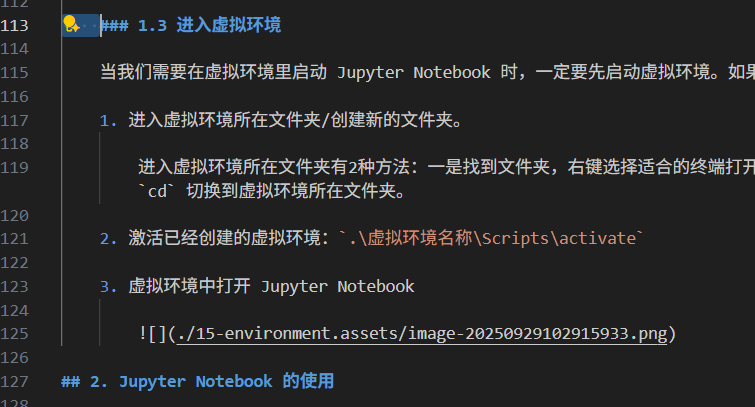 112
113 ### 1.3 进入虚拟环境
114
115 当我们需要在虚拟环境里启动 Jupyter Notebook 时，一定要先启动虚拟环境。如果
116
117 1. 进入虚拟环境所在文件夹/创建新的文件夹。
118
119 进入虚拟环境所在文件夹有2种方法：一是找到文件夹，右键选择适合的终端打开
`cd` 切换到虚拟环境所在文件夹。
120
121 2. 激活已经创建的虚拟环境：`.\虚拟环境名称\Scripts\activate`
122
123 3. 虚拟环境中打开 Jupyter Notebook
124
125 ![](./15-environment.assets/image-20250929102915933.png)
126
127 ## 2. Jupyter Notebook 的使用
128